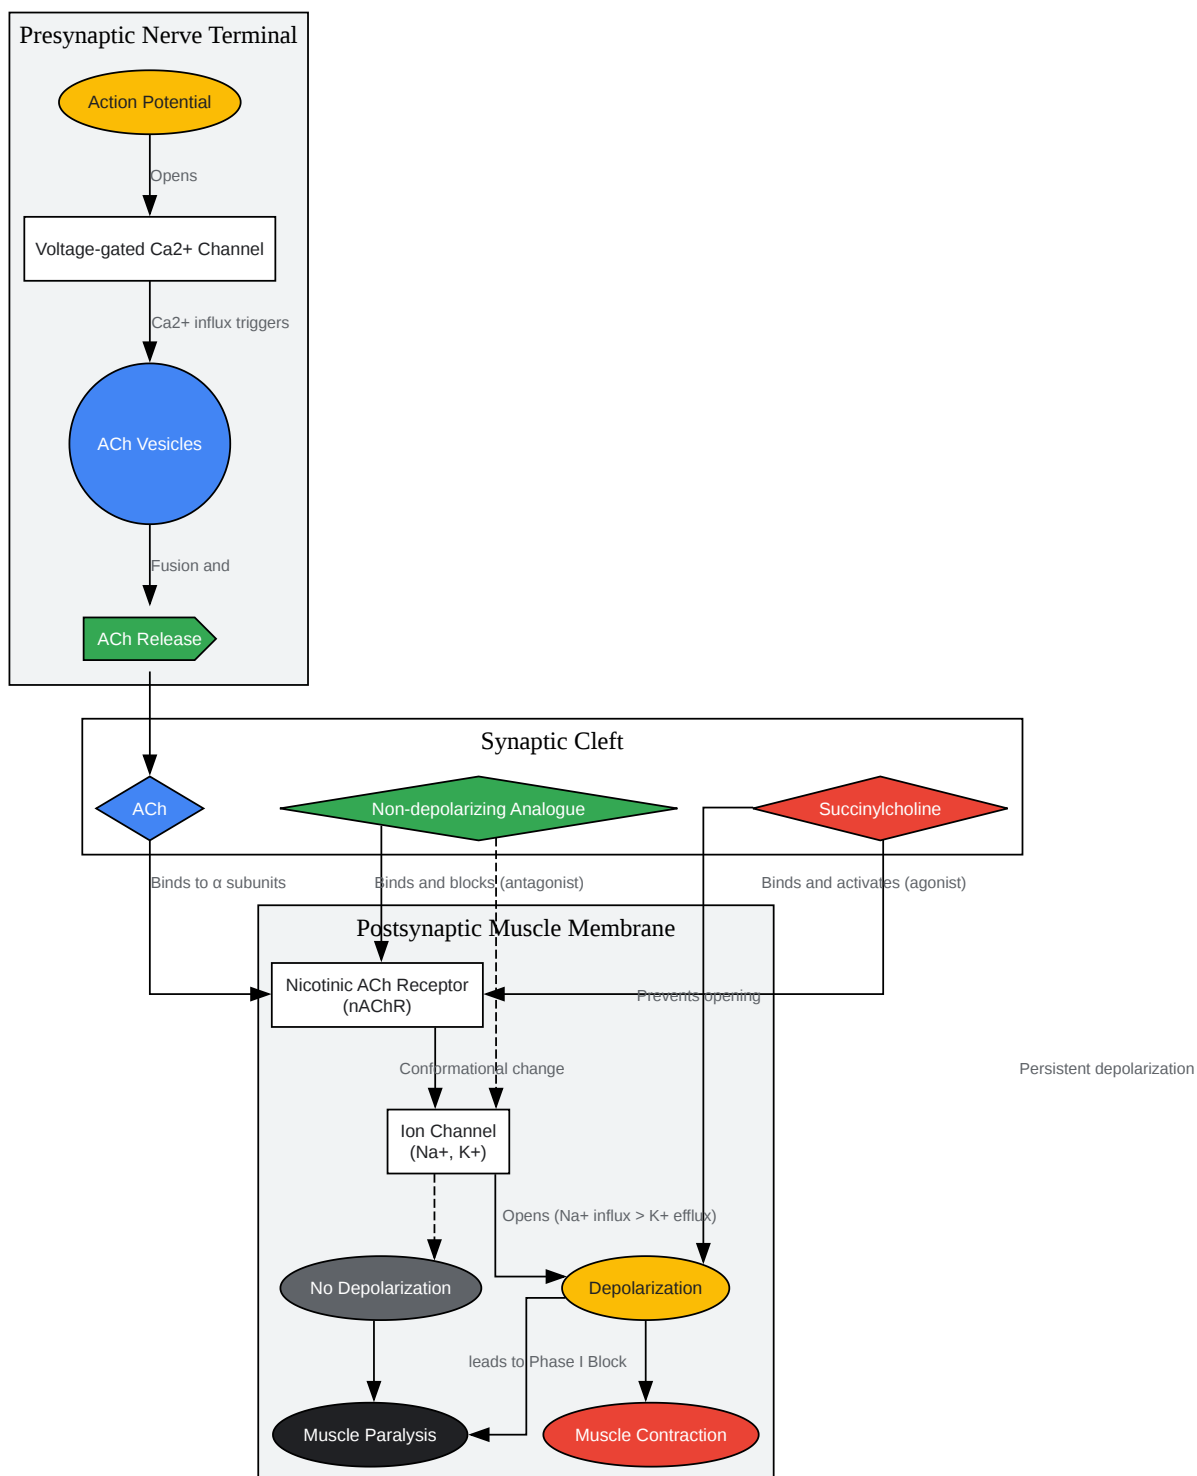 Presynaptic Nerve Terminal
Action Potential
Opens
Voltage-gated Ca2+ Channel
Ca2+ influx triggers
ACh Vesicles
Fusion and
ACh Release
Synaptic Cleft
ACh
Non-depolarizing Analogue
Succinylcholine
Binds to α subunits
Binds and blocks (antagonist)
Binds and activates (agonist)
Postsynaptic Muscle Membrane
Nicotinic ACh Receptor
(nAChR)
Prevents opening
Conformational change
Persistent depolarization
Ion Channel
(Na+, K+)
Opens (Na+ influx > K+ efflux)
No Depolarization
Depolarization
leads to Phase I Block
Muscle Paralysis
Muscle Contraction